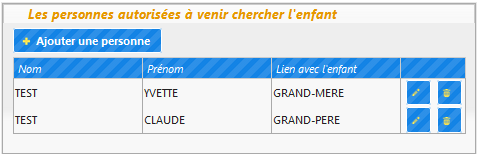 Les personnes autorisées à venir chercher l'enfant
+ Ajouter une personne
Nom Prénom Lien avec l'enfant
TEST YVETTE GRAND-MERE
TEST CLAUDE GRAND-PERE